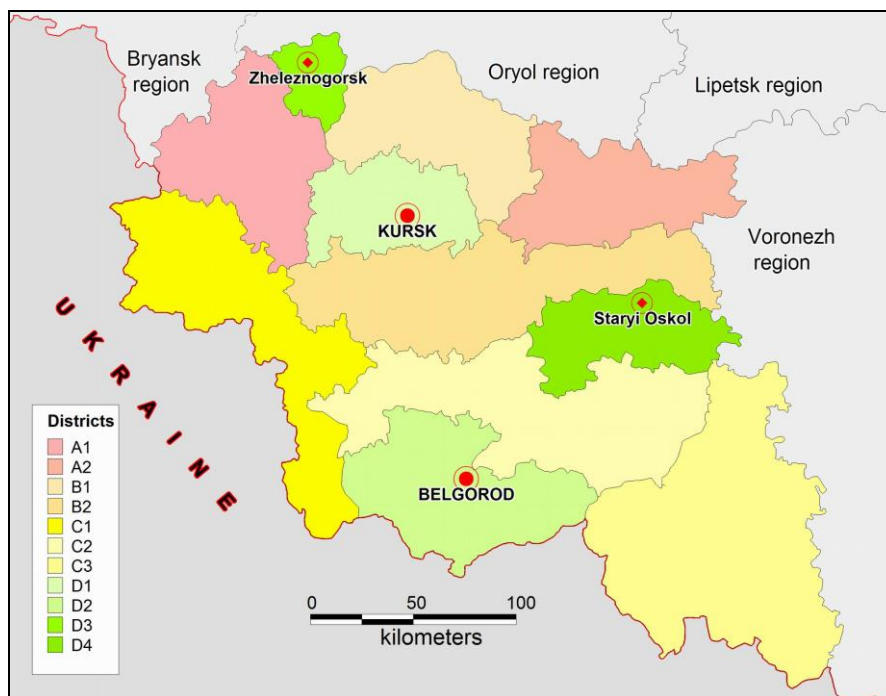 Bryansk
region
Zheleznogorsk
Oryol region
Lipetsk region
KURSK
Voronezh
region
Staryi Oskol
UKRAINE
BELGOROD
Districts
A1
A2
B1
B2
C1
C2
C3
D1
D2
D3
D4
0 50 100
kilometers